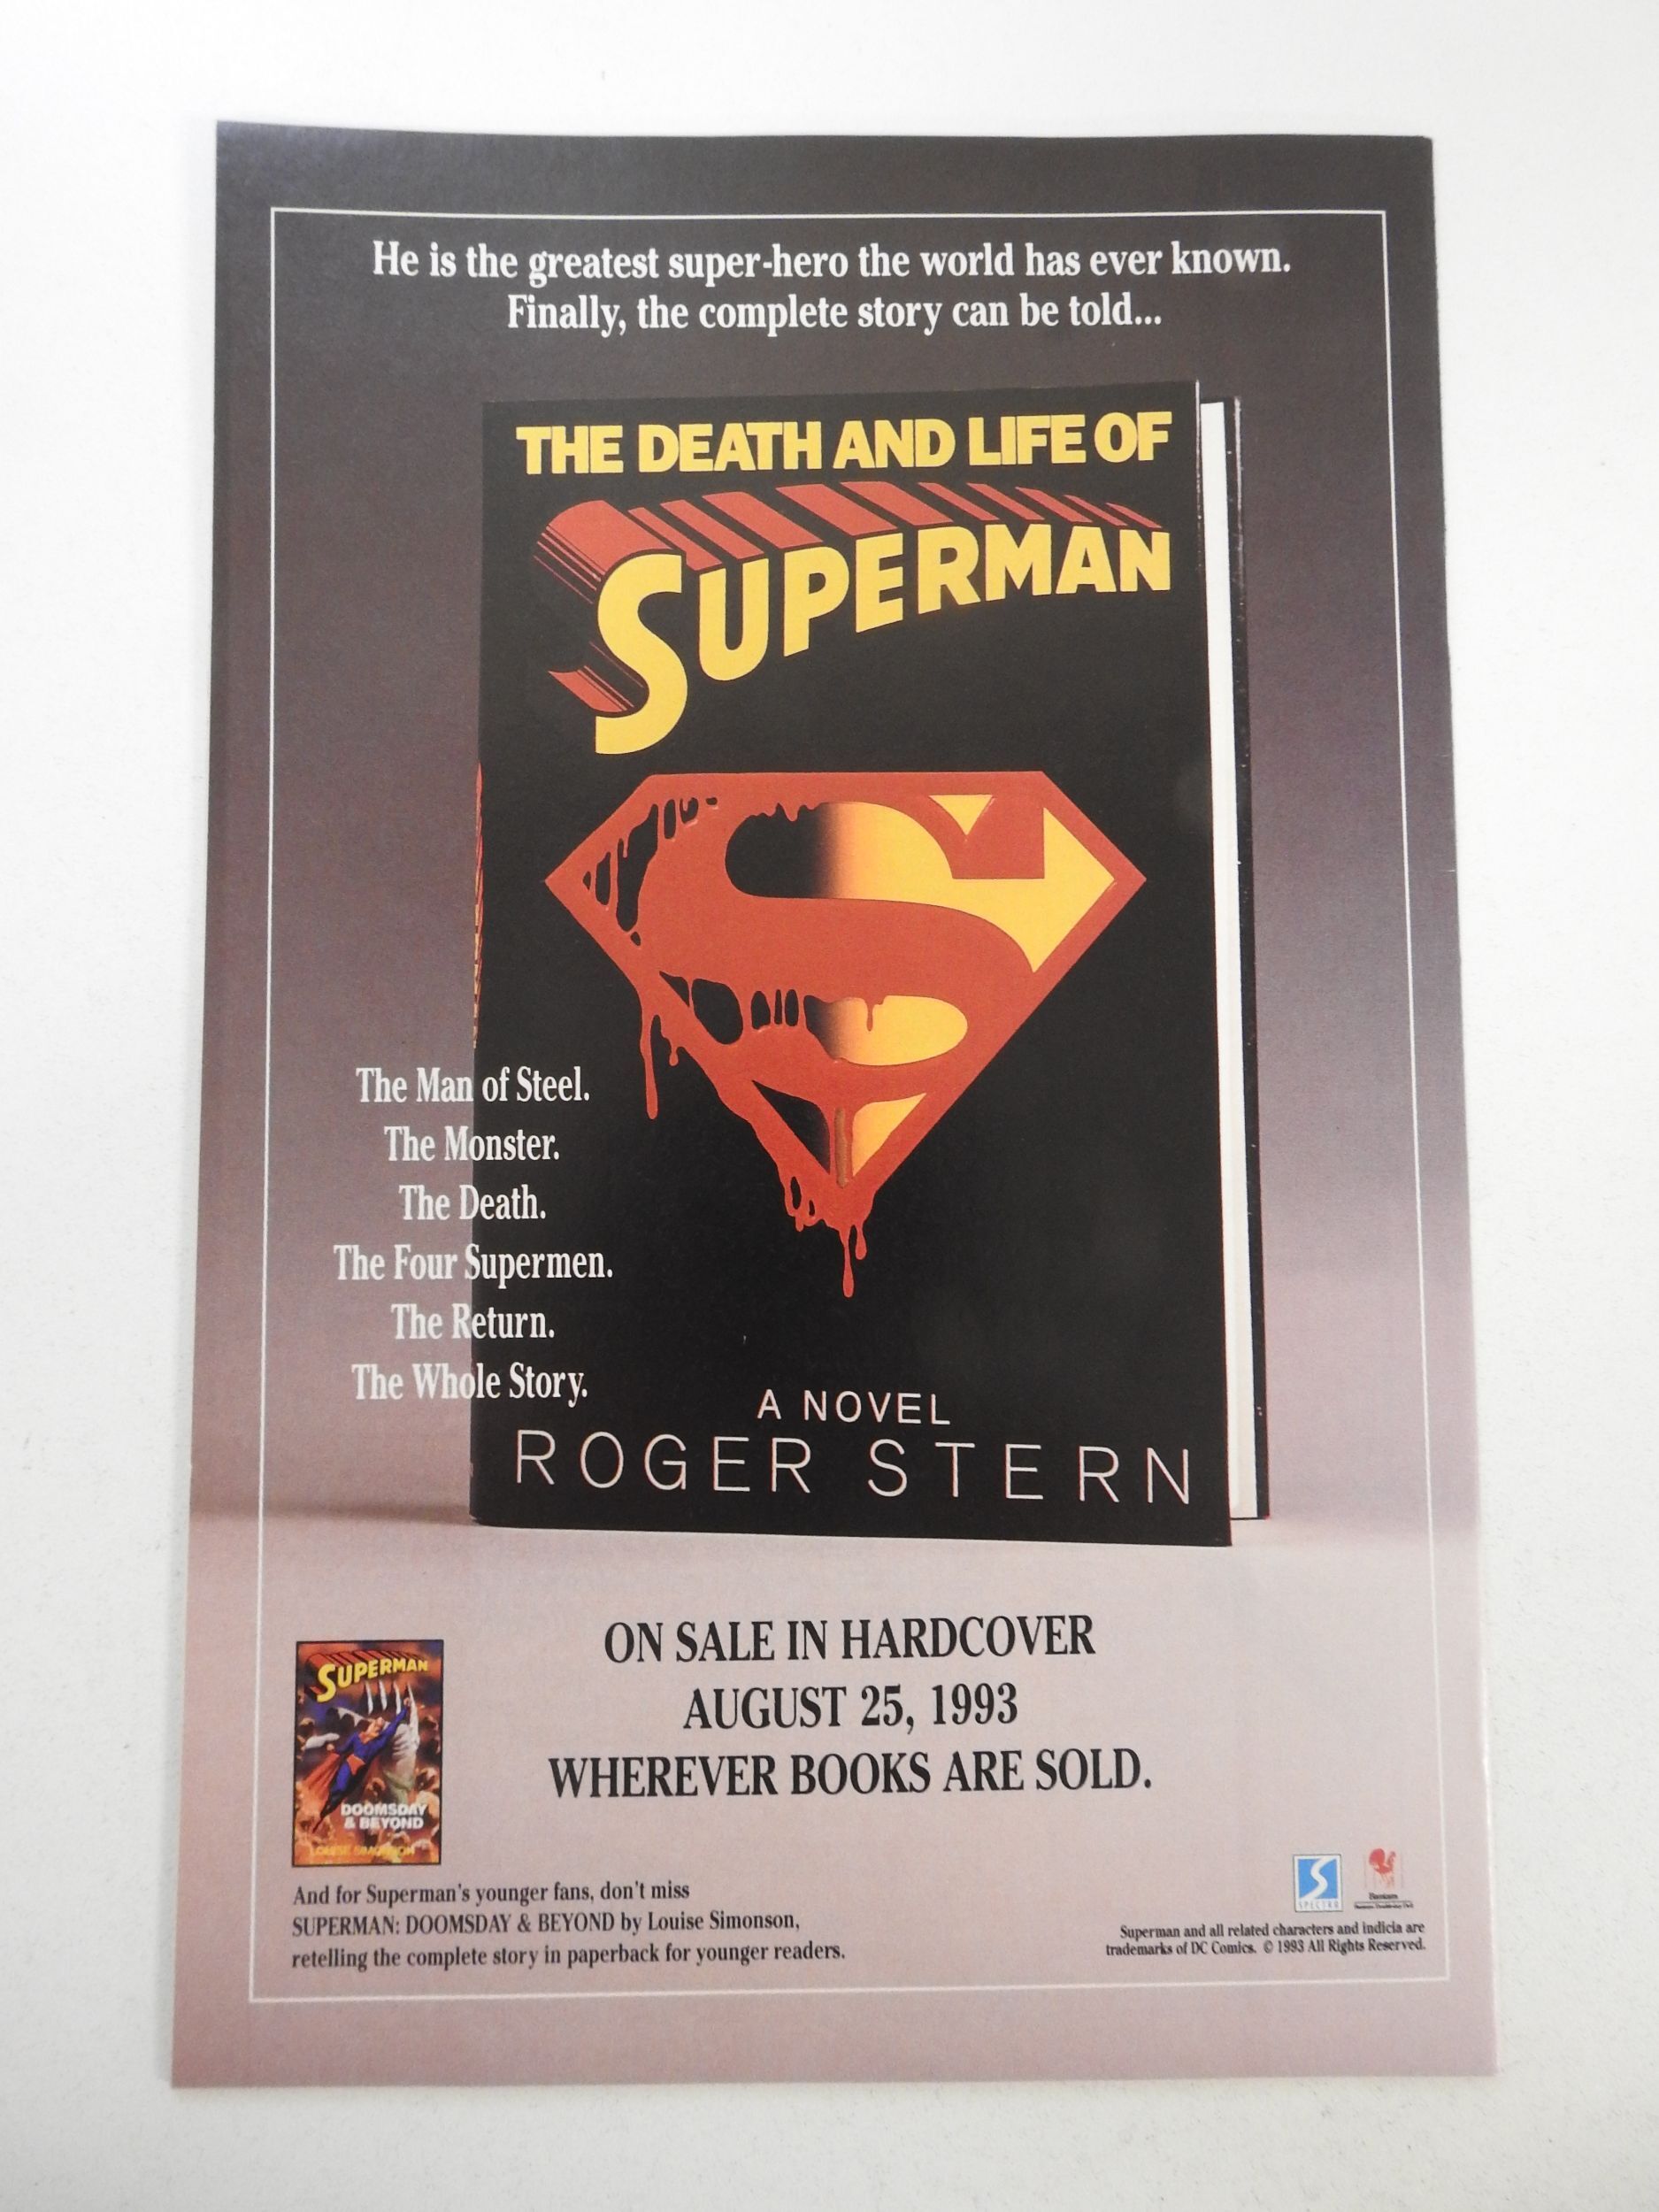 He is the greatest super-hero the world has ever known.
Finally, the complete story can be told...
THE DEATH AND LIFE OF
SUPERMAN
The Man of Steel.
The Monster.
The Death.
The Four Supermen.
The Return.
The Whole Story.
A NOVEL
ROGER STERN
ON SALE IN HARDCOVER
AUGUST 25, 1993
WHEREVER BOOKS ARE SOLD.
SUPERMAN
DOOMSDAY
& BEYOND
LOUISE SIMONSON
And for Superman's younger fans, don't miss
SUPERMAN: DOOMSDAY & BEYOND by Louise Simonson,
retelling the complete story in paperback for younger readers.
SPECTRA
Bantam
Superman and all related characters and indicia are
trademarks of DC Comics. © 1993 All Rights Reserved.